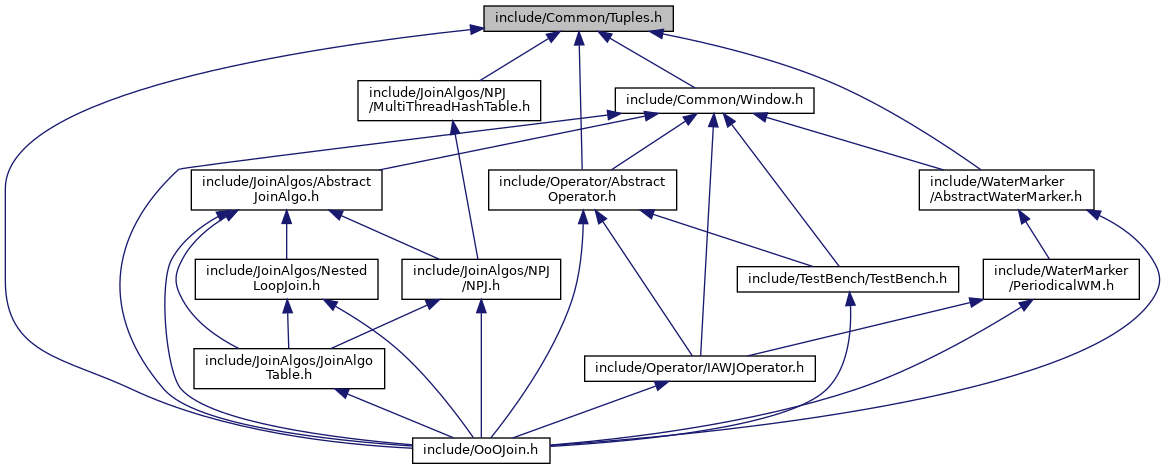 include/Common/Tuples.h
include/JoinAlgos/NPJ
/MultiThreadHashTable.h
include/Common/Window.h
include/JoinAlgos/Abstract
JoinAlgo.h
include/Operator/Abstract
Operator.h
include/WaterMarker
/AbstractWaterMarker.h
include/JoinAlgos/Nested
LoopJoin.h
include/JoinAlgos/NPJ
/NPJ.h
include/TestBench/TestBench.h
include/WaterMarker
/PeriodicalWM.h
include/JoinAlgos/JoinAlgo
Table.h
include/Operator/IAWJOperator.h
include/OoOJoin.h